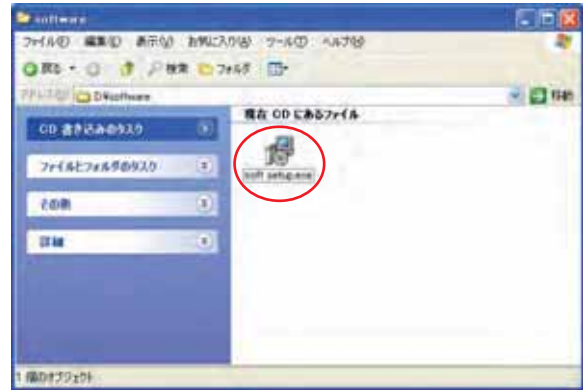 software
ファイル(F) 編集(E) 表示(V) お気に入り(A) ツール(T) ヘルプ(H)
戻る 検索 フォルダ
アドレス(D) D:¥software 移動
現在 CD にあるファイル
CD 書き込みのタスク
soft setup.exe
ファイルとフォルダのタスク
その他
詳細
1 個のオブジェクト